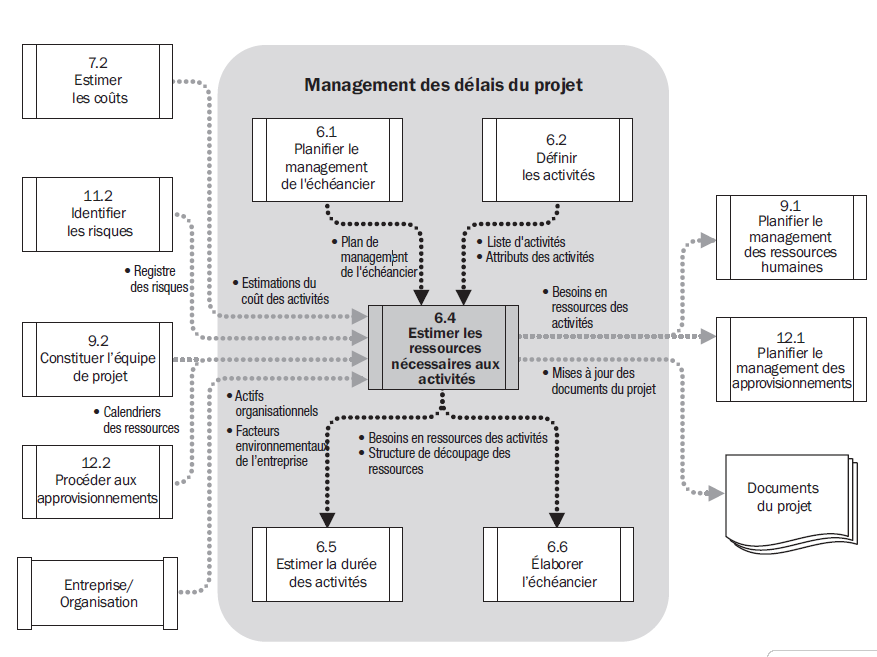 Management des délais du projet
7.2
Estimer
les coûts
11.2
Identifier
les risques
• Registre
des risques
9.2
Constituer l'équipe
de projet
• Calendriers
des ressources
12.2
Procéder aux
approvisionnements
Entreprise/
Organisation
6.1
Planifier le
management
de l'échéancier
6.2
Définir
les activités
• Plan de
management
de l'échéancier
• Liste d'activités
• Attributs des activités
• Estimations du
coût des activités
6.4
Estimer les
ressources
nécessaires aux
activités
• Besoins en
ressources des
activités
• Mises à jour des
documents du projet
• Actifs
organisationnels
• Facteurs
environnementaux
de l'entreprise
• Besoins en ressources des activités
• Structure de découpage des
ressources
6.5
Estimer la durée
des activités
6.6
Élaborer
l'échéancier
9.1
Planifier le
management
des ressources
humaines
12.1
Planifier le
management des
approvisionnements
Documents
du projet